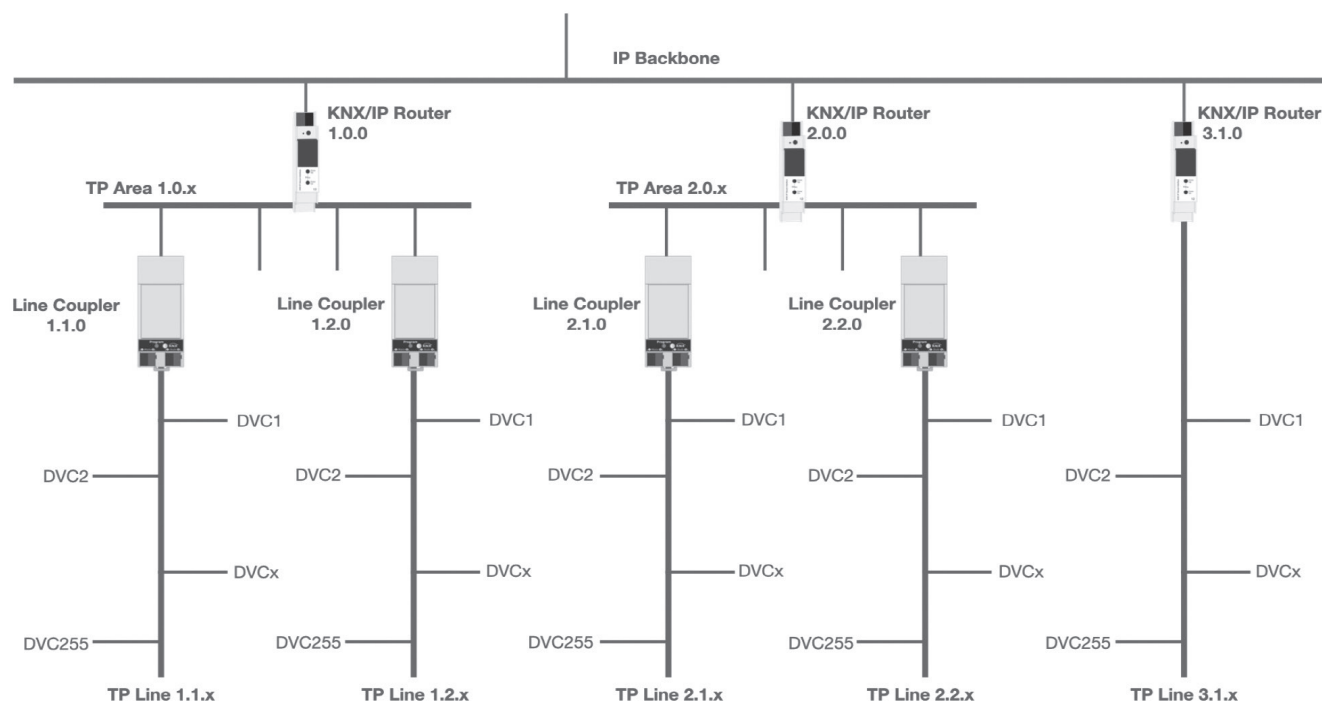 IP Backbone
KNX/IP Router
1.0.0
KNX/IP Router
2.0.0
KNX/IP Router
3.1.0
TP Area 1.0.x
TP Area 2.0.x
Line Coupler
1.1.0
Line Coupler
1.2.0
Line Coupler
2.1.0
Line Coupler
2.2.0
DVC1
DVC1
DVC1
DVC1
DVC1
DVC2
DVC2
DVC2
DVC2
DVC2
DVCx
DVCx
DVCx
DVCx
DVCx
DVC255
DVC255
DVC255
DVC255
DVC255
TP Line 1.1.x
TP Line 1.2.x
TP Line 2.1.x
TP Line 2.2.x
TP Line 3.1.x